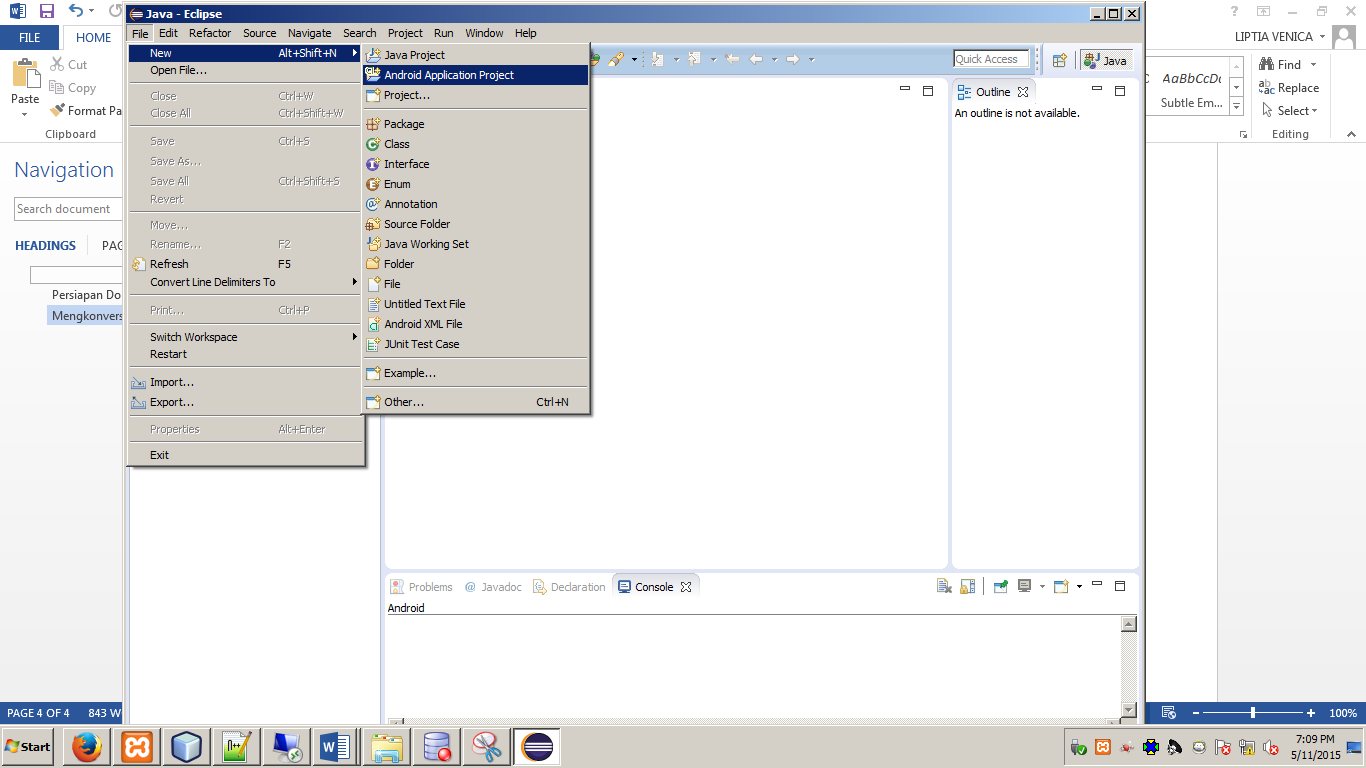 Java - Eclipse
FILE
HOME
LIPTIA VENICA
File Edit Refactor Source Navigate Search Project Run Window Help
Cut
Copy
Format Pa
Paste
Clipboard
Quick Access
Java
AaBbCcDc
Subtle Em...
Find
Replace
Select
Editing
New Alt+Shift+N
Open File...
Close Ctrl+W
Close All Ctrl+Shift+W
Save Ctrl+S
Save As...
Save All Ctrl+Shift+S
Revert
Move...
Rename... F2
Refresh F5
Convert Line Delimiters To
Print... Ctrl+P
Switch Workspace
Restart
Import...
Export...
Properties Alt+Enter
Exit
Java Project
Android Application Project
Project...
Package
Class
Interface
Enum
Annotation
Source Folder
Java Working Set
Folder
File
Untitled Text File
Android XML File
JUnit Test Case
Example...
Other... Ctrl+N
Outline
An outline is not available.
Navigation
Search document
HEADINGS
PAG
Persiapan Do
Mengkonvers
Problems @ Javadoc Declaration Console
Android
PAGE 4 OF 4 843 W
100%
Start
7:09 PM
5/11/2015